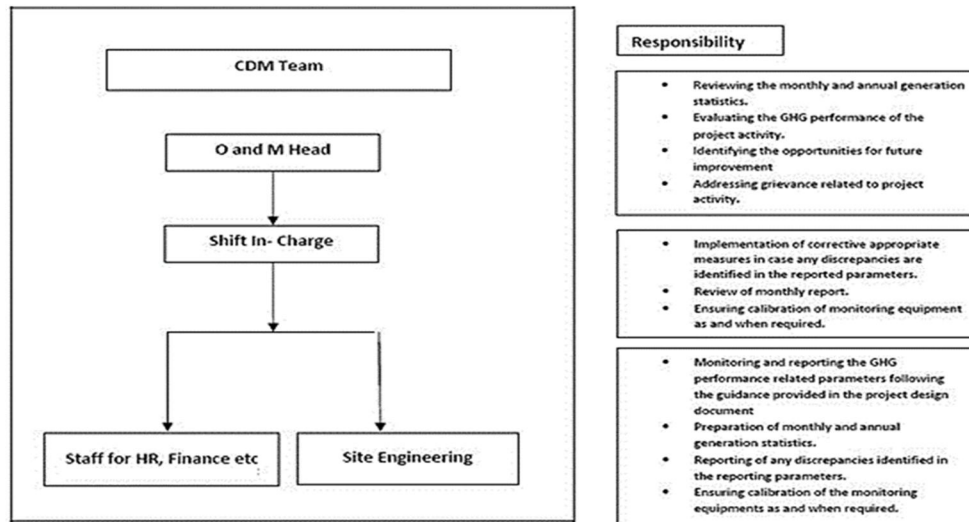 CDM Team
O and M Head
Shift In- Charge
Staff for HR, Finance etc
Site Engineering
Responsibility
• Reviewing the monthly and annual generation
statistics.
• Evaluating the GHG performance of the
project activity.
• Identifying the opportunities for future
improvement
• Addressing grievance related to project
activity.
• Implementation of corrective appropriate
measures in case any discrepancies are
identified in the reported parameters.
• Review of monthly report.
• Ensuring calibration of monitoring equipment
as and when required.
• Monitoring and reporting the GHG
performance related parameters following
the guidance provided in the project design
document
• Preparation of monthly and annual
generation statistics.
• Reporting of any discrepancies identified in
the reporting parameters.
• Ensuring calibration of the monitoring
equipments as and when required.